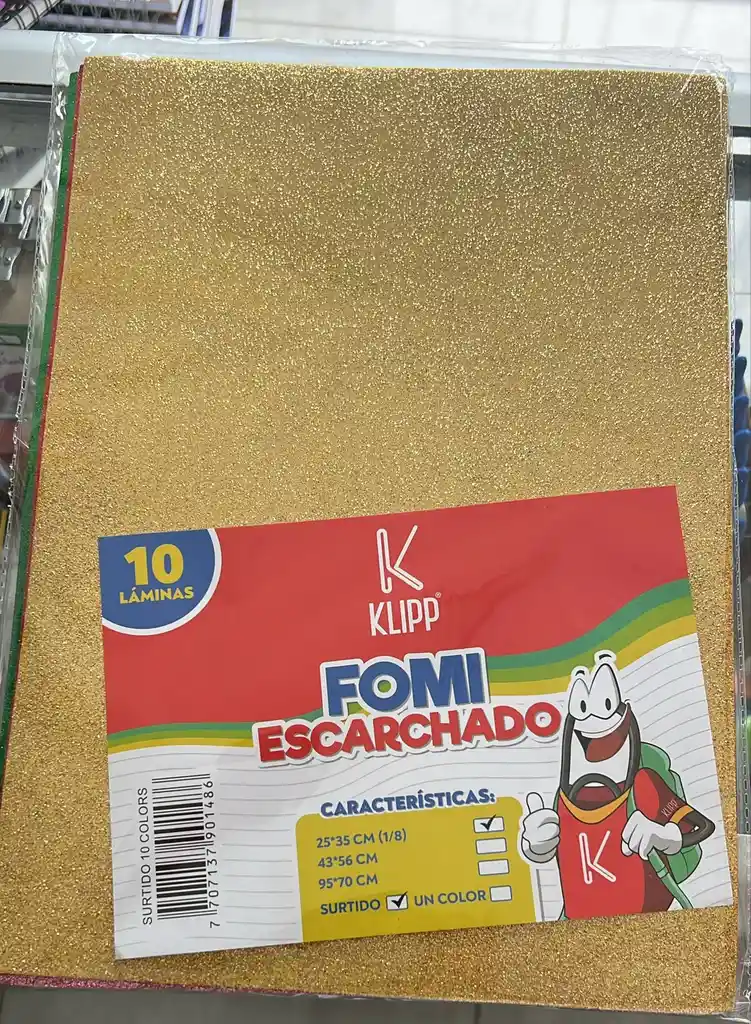 10
LÁMINAS
K
KLIPP®
FOMI
ESCARCHADO
CARACTERÍSTICAS:
25*35 CM (1/8)
43*56 CM
95*70 CM
SURTIDO UN COLOR
SURTIDO 10 COLORS
7 707137 901486
KLIPP
K